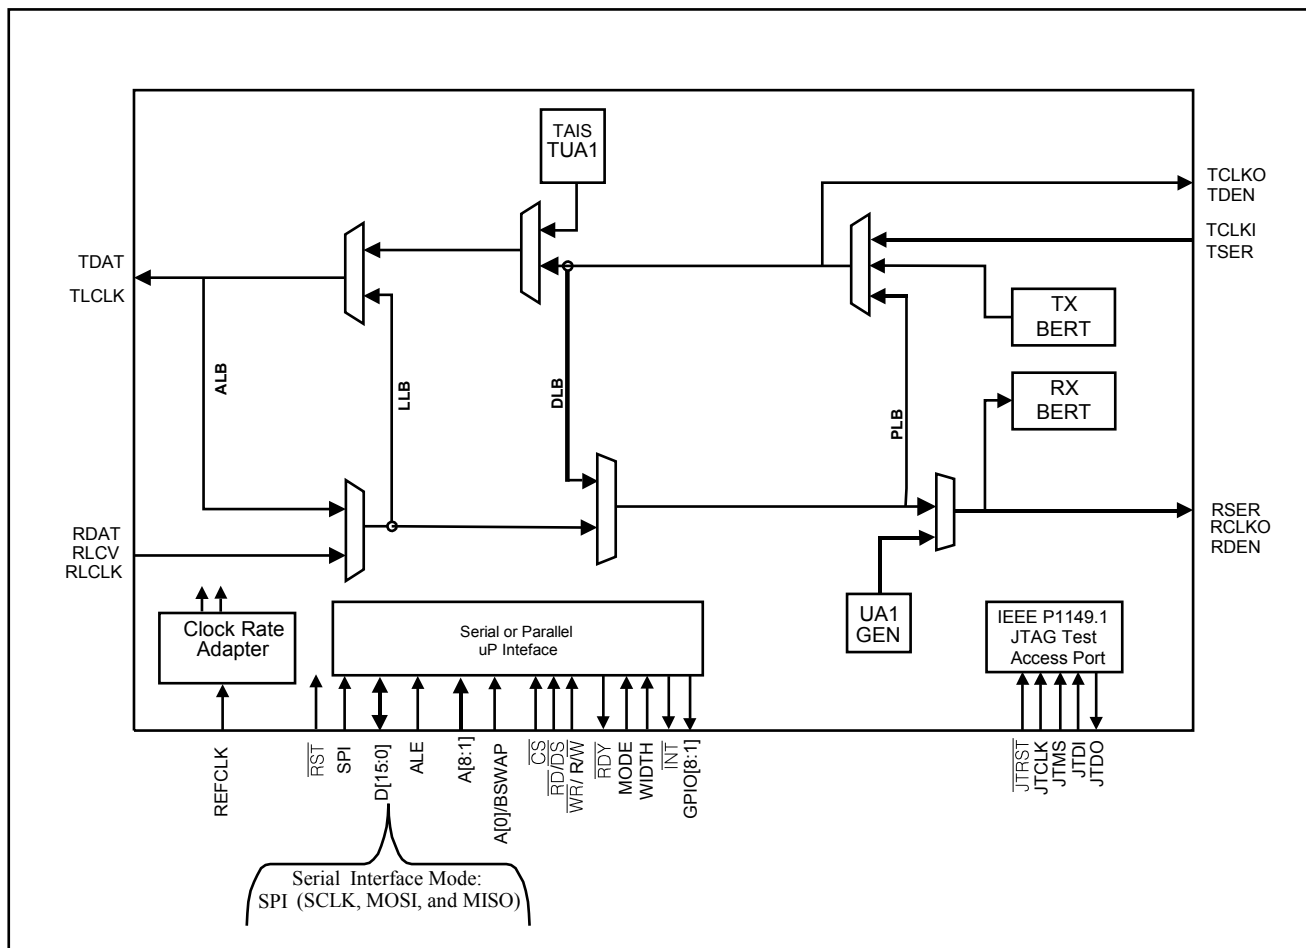 TAIS
TUA1
TCLKO
TDEN
TCLKI
TSER
TDAT
TLCLK
TX
BERT
RX
BERT
ALB
LLB
DLB
PLB
RDAT
RLCV
RLCLK
RSER
RCLKO
RDEN
Clock Rate
Adapter
Serial or Parallel
uP Inteface
UA1
GEN
IEEE P1149.1
JTAG Test
Access Port
REFCLK
RST
SPI
D[15:0]
ALE
A[8:1]
A[0]/BSWAP
CS
RD/DS
WR/ R/W
RDY
MODE
WIDTH
INT
GPIO[8:1]
JTRST
JTCLK
JTMS
JTDI
JTDO
Serial Interface Mode:
SPI (SCLK, MOSI, and MISO)